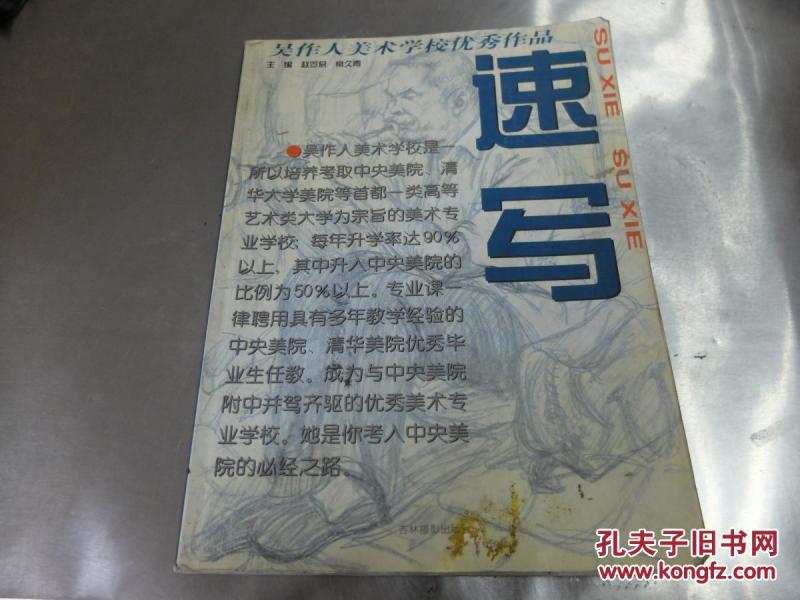 吴作人美术学校优秀作品
主 编
速写
SU XIE SU XIE
●吴作人美术学校是一
所以培养考取中央美院、清
华大学美院等首都一类高等
艺术类大学为宗旨的美术专
业学校；每年升学率达90%
以上、其中升入中央美院的
比例为50%以上。专业课一
律聘用具有多年教学经验的
中央美院、清华美院优秀毕
业生任教。成为与中央美院
附中并驾齐驱的优秀美术专
业学校。她是你考入中央美
院的必经之路。
吉林摄影出版
孔夫子旧书网
www.kongfz.com